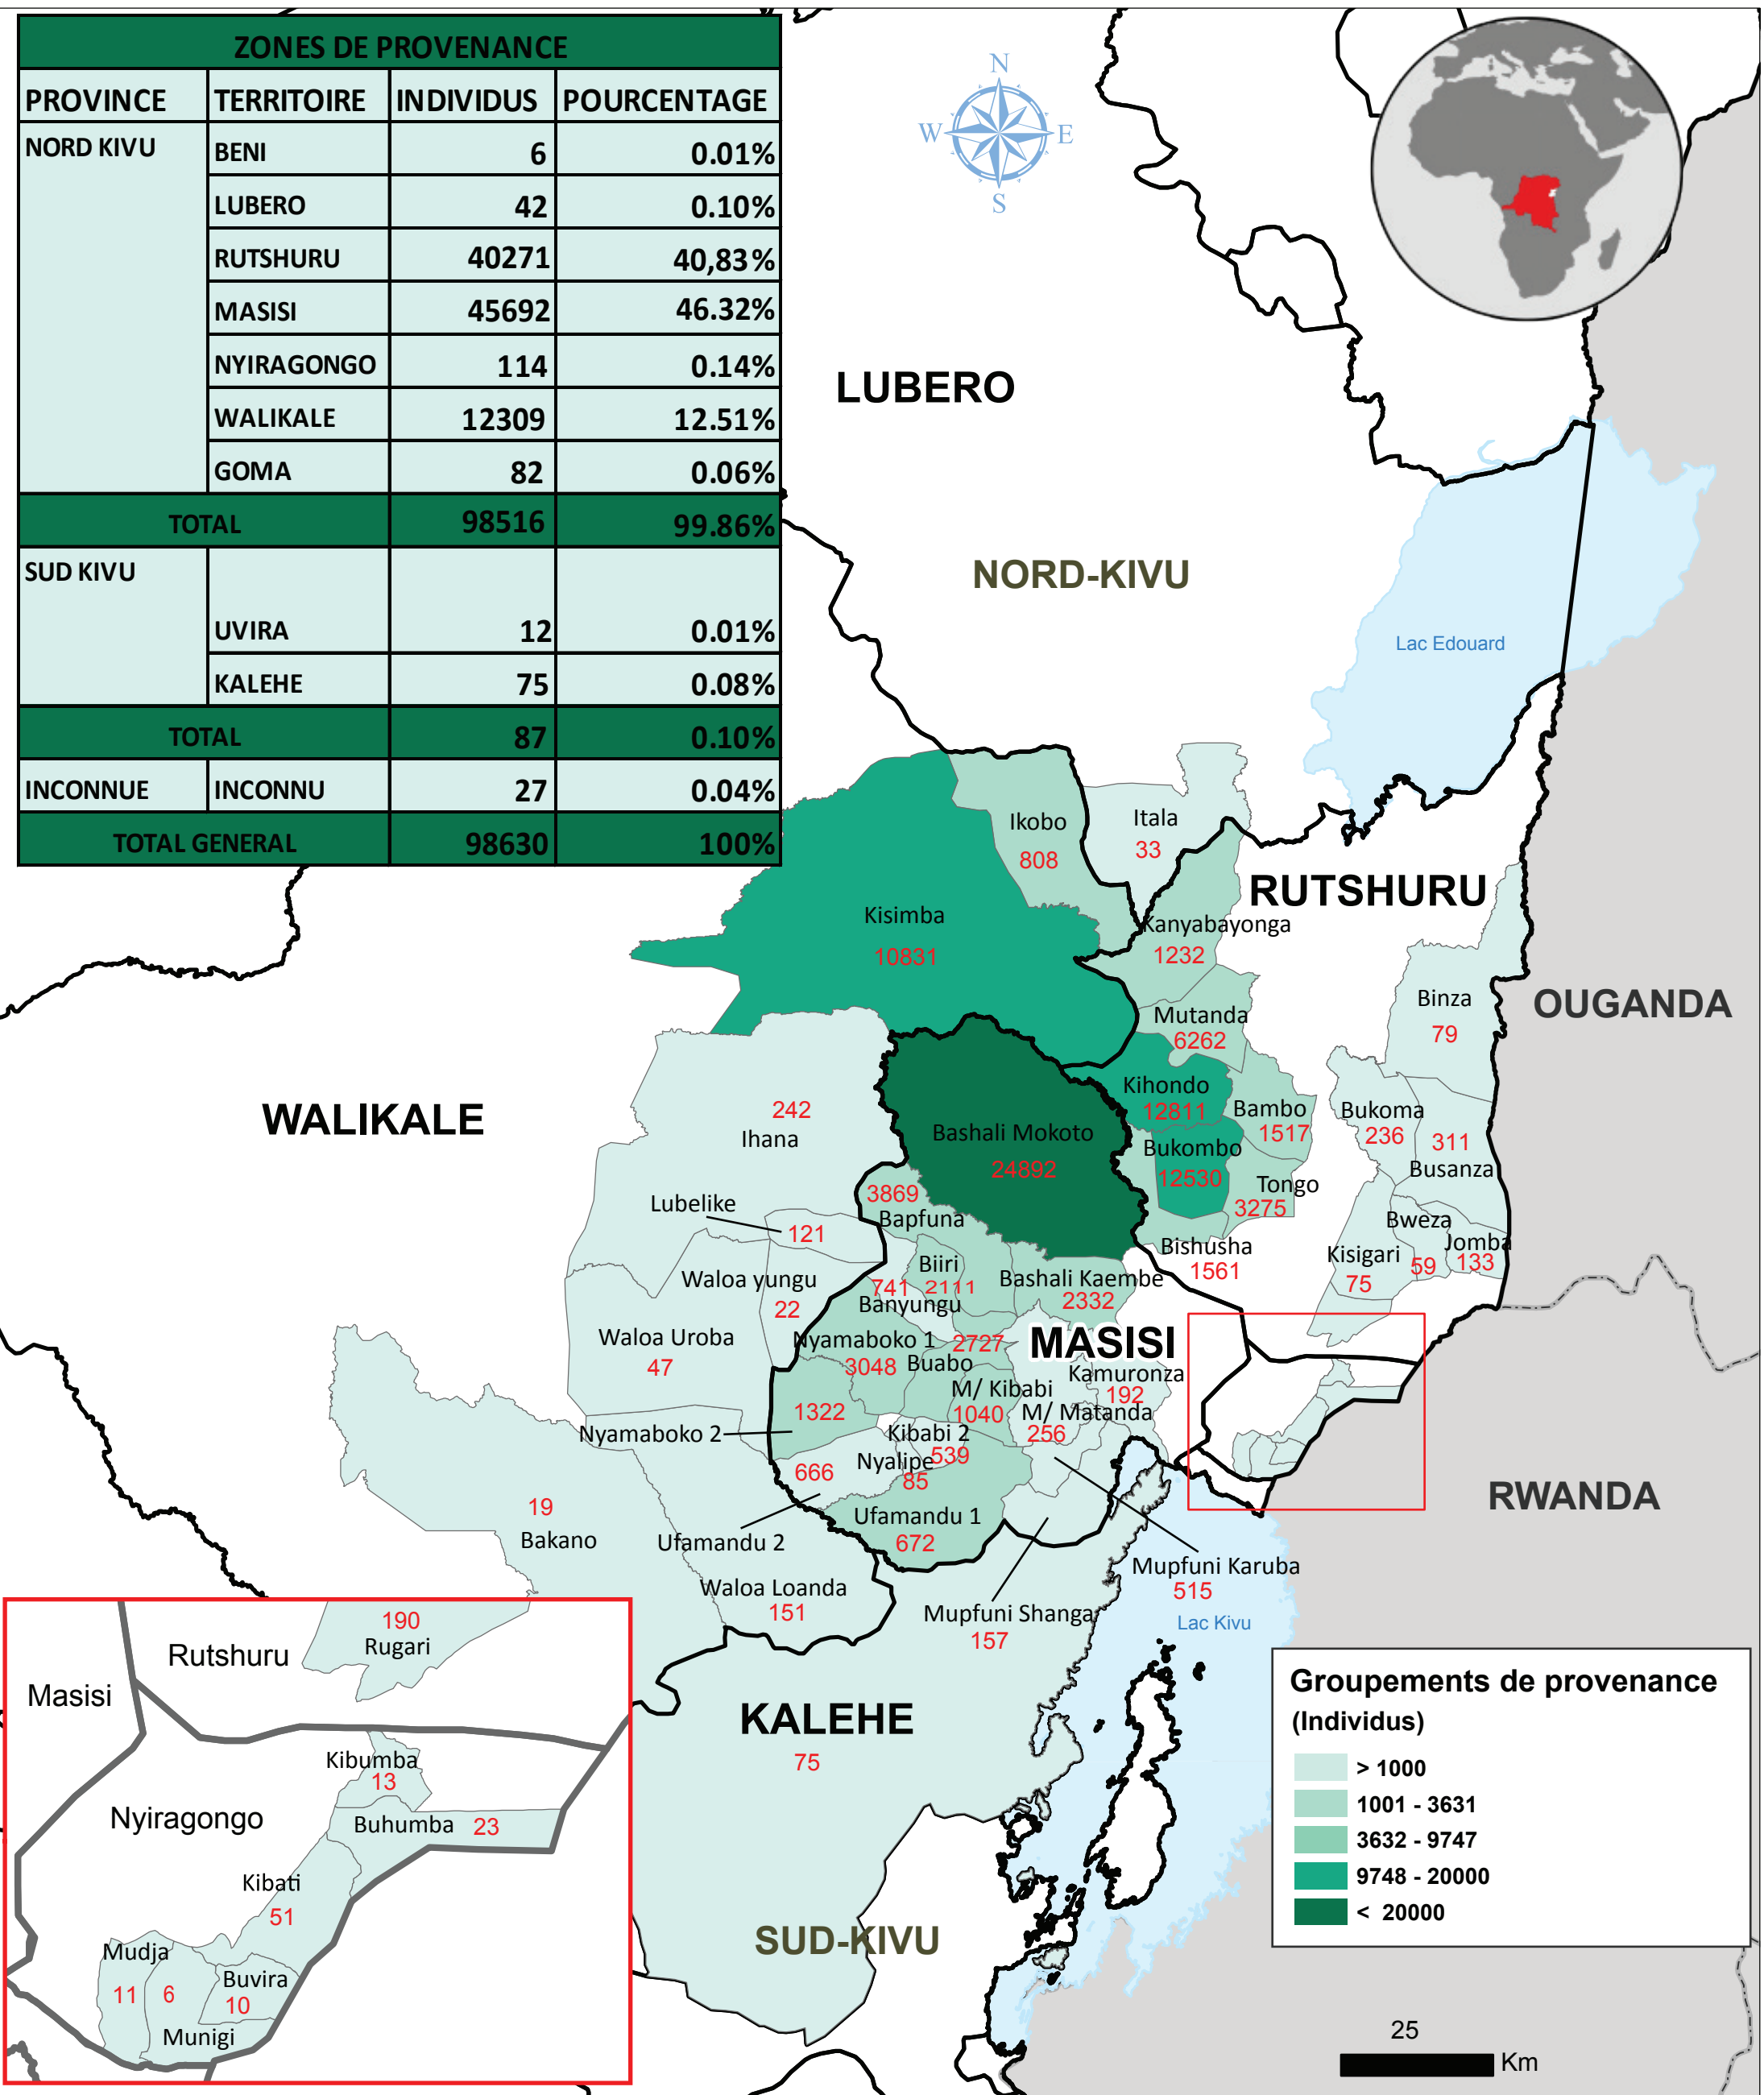 ZONES DE PROVENANCE
PROVINCE TERRITOIRE INDIVIDUS POURCENTAGE
NORD KIVU BENI 6 0.01%
LUBERO 42 0.10%
RUTSHURU 40271 40,83%
MASISI 45692 46.32%
NYIRAGONGO 114 0.14%
WALIKALE 12309 12.51%
GOMA 82 0.06%
TOTAL 98516 99.86%
SUD KIVU
UVIRA 12 0.01%
KALEHE 75 0.08%
TOTAL 87 0.10%
INCONNUE INCONNU 27 0.04%
TOTAL GENERAL 98630 100%
N
W E
S
LUBERO
NORD-KIVU
Lac Edouard
Ikobo
808
Itala
33
RUTSHURU
Kisimba
10831
Kanyabayonga
1232
Binza
79
OUGANDA
Mutanda
6262
WALIKALE
242
Ihana
Kihondo
12811
Bambo
1517
Bukoma
236
311
Busanza
Bashali Mokoto
24892
Bukombo
12530
Tongo
3275
3869
Bapfuna
Lubelike
121
Bweza
59
Jomba
133
Bishusha
1561
Kisigari
75
Biiri
2111
Bashali Kaembe
2332
Waloa yungu
22
741
Banyungu
Waloa Uroba
47
Nyamaboko 1
3048
2727
Buabo
MASISI
Kamuronza
192
M/ Kibabi
1040
M/ Matanda
256
1322
Nyamaboko 2
Kibabi 2
539
Nyalipe
85
666
Ufamandu 2
Ufamandu 1
672
RWANDA
19
Bakano
Waloa Loanda
151
Mupfuni Karuba
515
Mupfuni Shanga
157
Lac Kivu
KALEHE
75
SUD-KIVU
190
Rugari
Rutshuru
Masisi
Kibumba
13
Nyiragongo
Buhumba 23
Kibati
51
Mudja
11
6
Munigi
Buvira
10
Groupements de provenance
(Individus)
> 1000
1001 - 3631
3632 - 9747
9748 - 20000
< 20000
25
Km